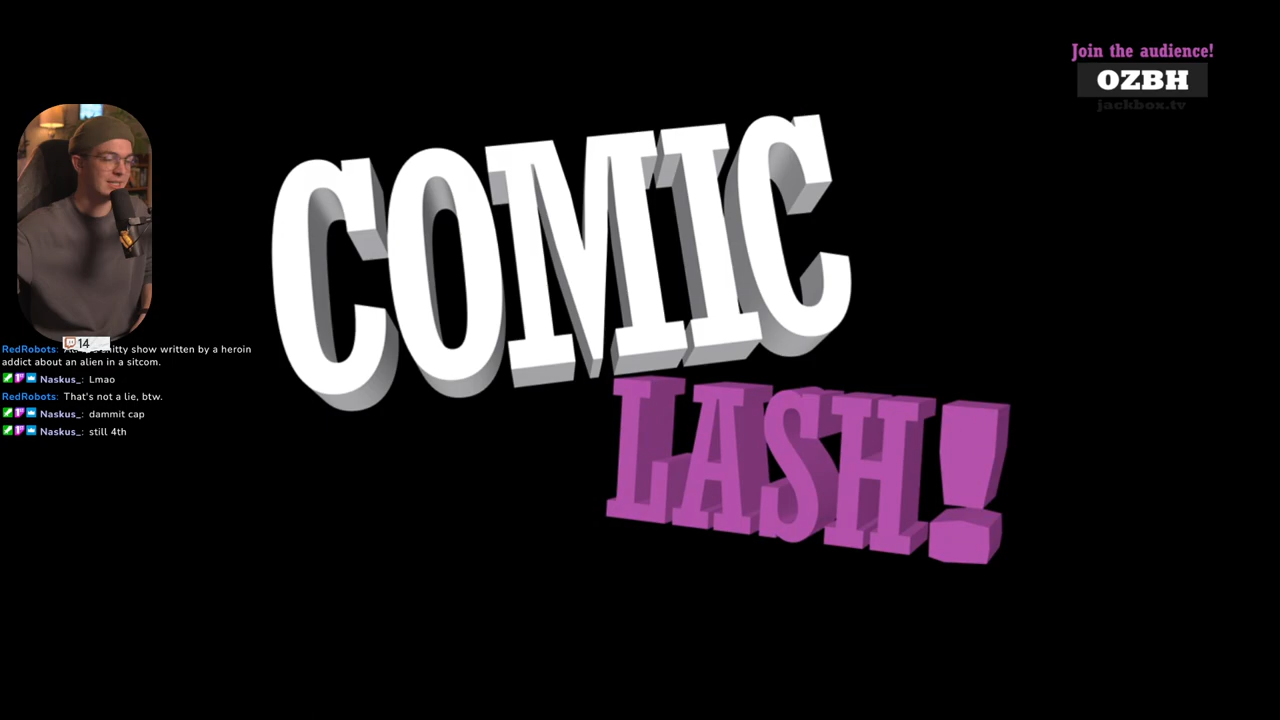 Join the audience!
OZBH
jackbox.tv
COMIC
LASH!
14
RedRobots: show written by a heroin
addict about an alien in a sitcom.
Naskus_: Lmao
RedRobots: That's not a lie, btw.
Naskus_: dammit cap
Naskus_: still 4th